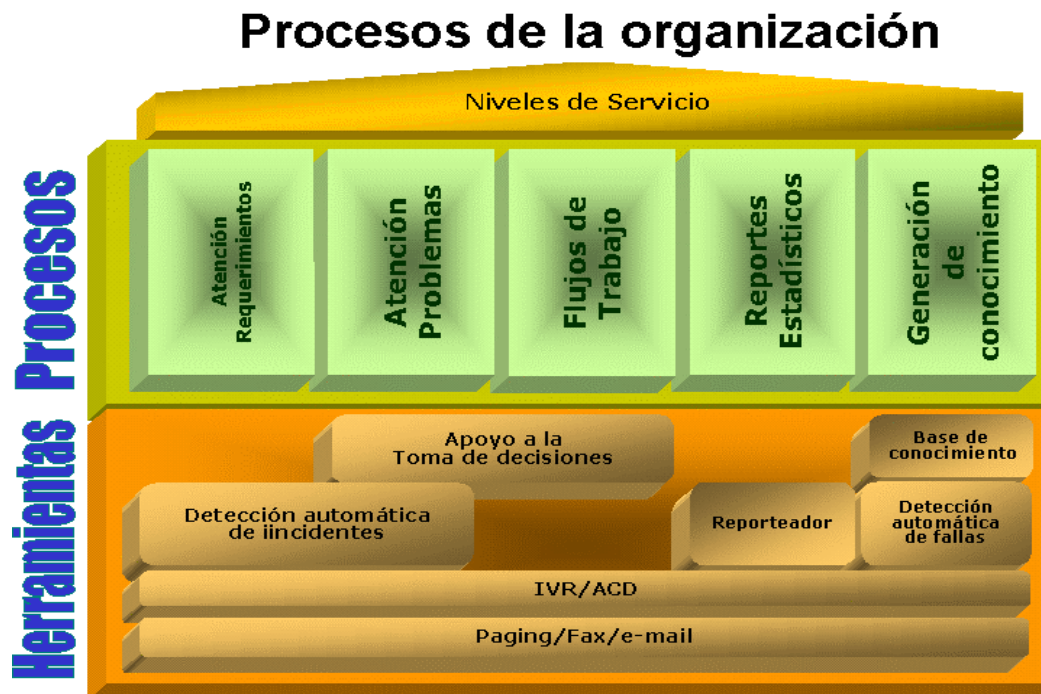 Procesos de la organización
Niveles de Servicio
Procesos
Atención
Requerimientos
Atención
Problemas
Flujos de
Trabajo
Reportes
Estadísticos
Generación
de
conocimiento
Herramientas
Apoyo a la
Toma de decisiones
Base de
conocimiento
Detección automática
de iincidentes
Reporteador
Detección
automática
de fallas
IVR/ACD
Paging/Fax/e-mail